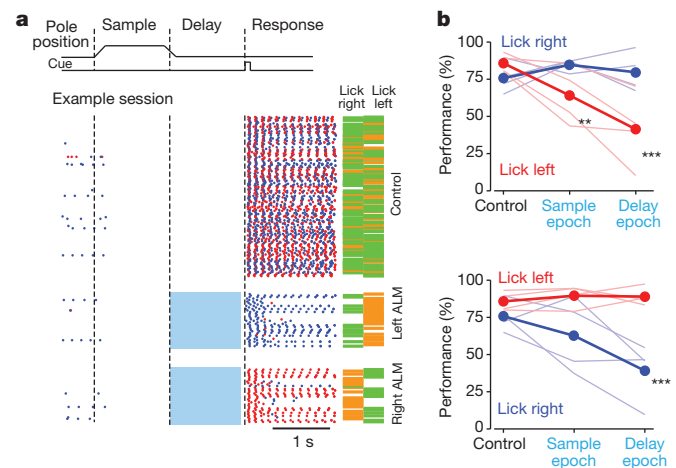 a
Pole position
Sample
Delay
Response
Cue
Example session
Lick right
Lick left
Control
Left ALM
Right ALM
1 s
b
Performance (%)
100
75
50
25
0
Lick right
Lick left
**
***
Control
Sample epoch
Delay epoch
Performance (%)
100
75
50
25
0
Lick left
Lick right
***
Control
Sample epoch
Delay epoch